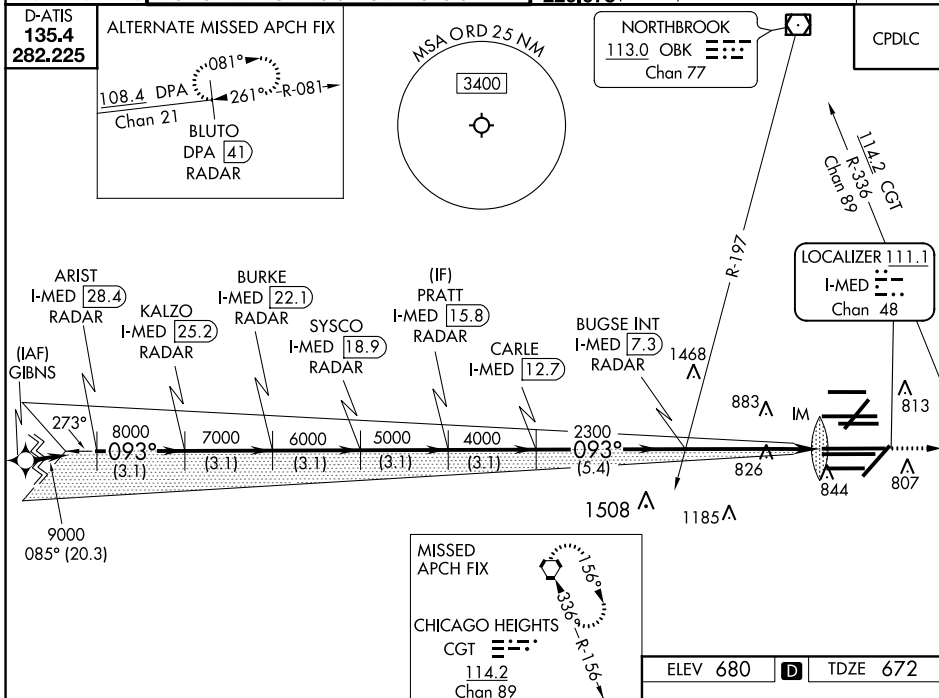 D-ATIS
135.4
282.225
ALTERNATE MISSED APCH FIX
081°
108.4 DPA
261°
R-081
Chan 21
BLUTO
DPA 41
RADAR
MSA ORD 25 NM
3400
NORTHBROOK
113.0 OBK
Chan 77
CPDLC
114.2 CGT
R-336
Chan 89
R-197
LOCALIZER 111.1
I-MED
Chan 48
ARIST
I-MED 28.4
RADAR
KALZO
I-MED 25.2
RADAR
BURKE
I-MED 22.1
RADAR
SYSCO
I-MED 18.9
RADAR
(IF)
PRATT
I-MED 15.8
RADAR
CARLE
I-MED 12.7
BUGSE INT
I-MED 7.3
RADAR
(IAF)
GIBNS
1468
883
IM
813
273°
8000
7000
6000
5000
4000
2300
093°
093°
(3.1)
(3.1)
(3.1)
(3.1)
(3.1)
(5.4)
826
844
807
1508
1185
9000
085° (20.3)
MISSED
APCH FIX
156°
336°
R-156
CHICAGO HEIGHTS
CGT
114.2
Chan 89
ELEV 680
D
TDZE 672